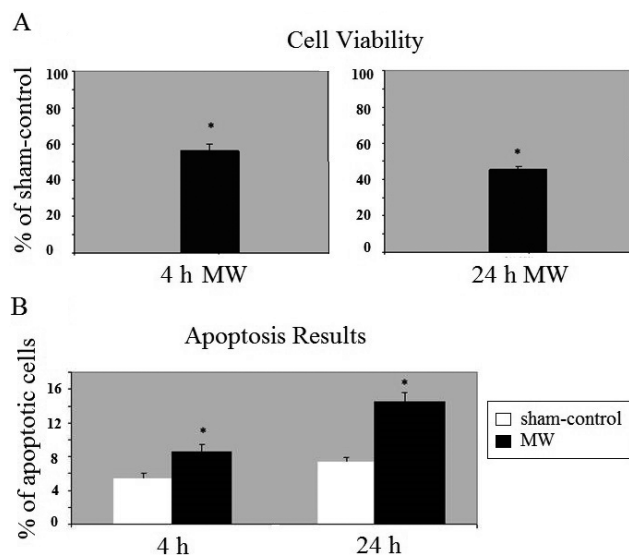 A
Cell Viability
% of sham-control
100
80
60
40
20
0
*
4 h MW
100
80
60
40
20
0
*
24 h MW
B
Apoptosis Results
% of apoptotic cells
16
12
8
4
0
*
*
4 h
24 h
sham-control
MW